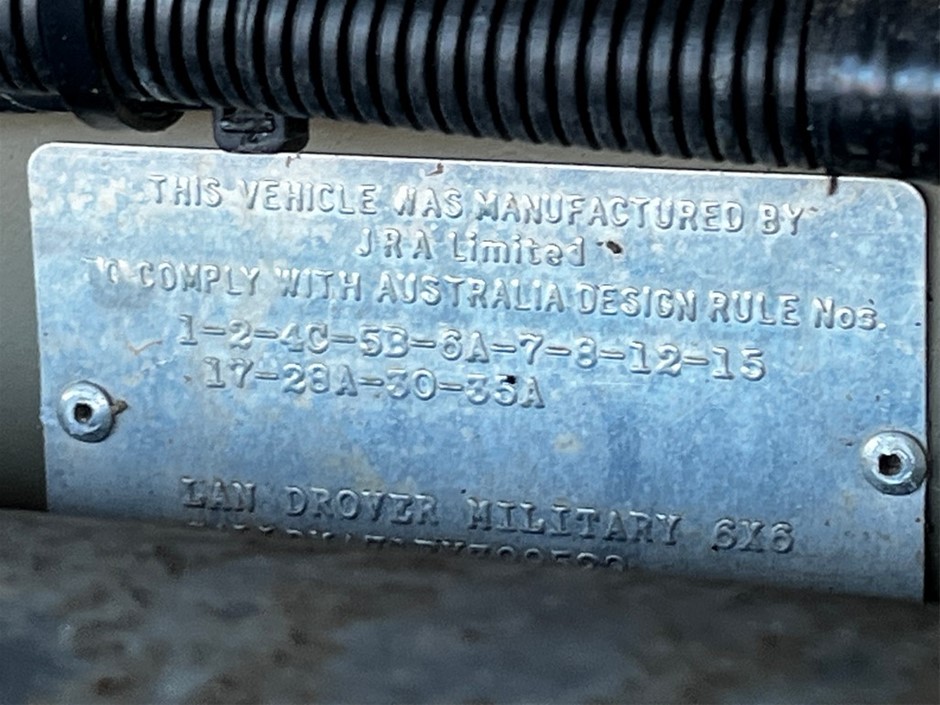 THIS VEHICLE WAS MANUFACTURED BY
JRA Limited
TO COMPLY WITH AUSTRALIA DESIGN RULE Nos.
1-2-4C-5B-6A-7-8-12-15
17-28A-30-35A
LAN DROVER MILITARY 6X6